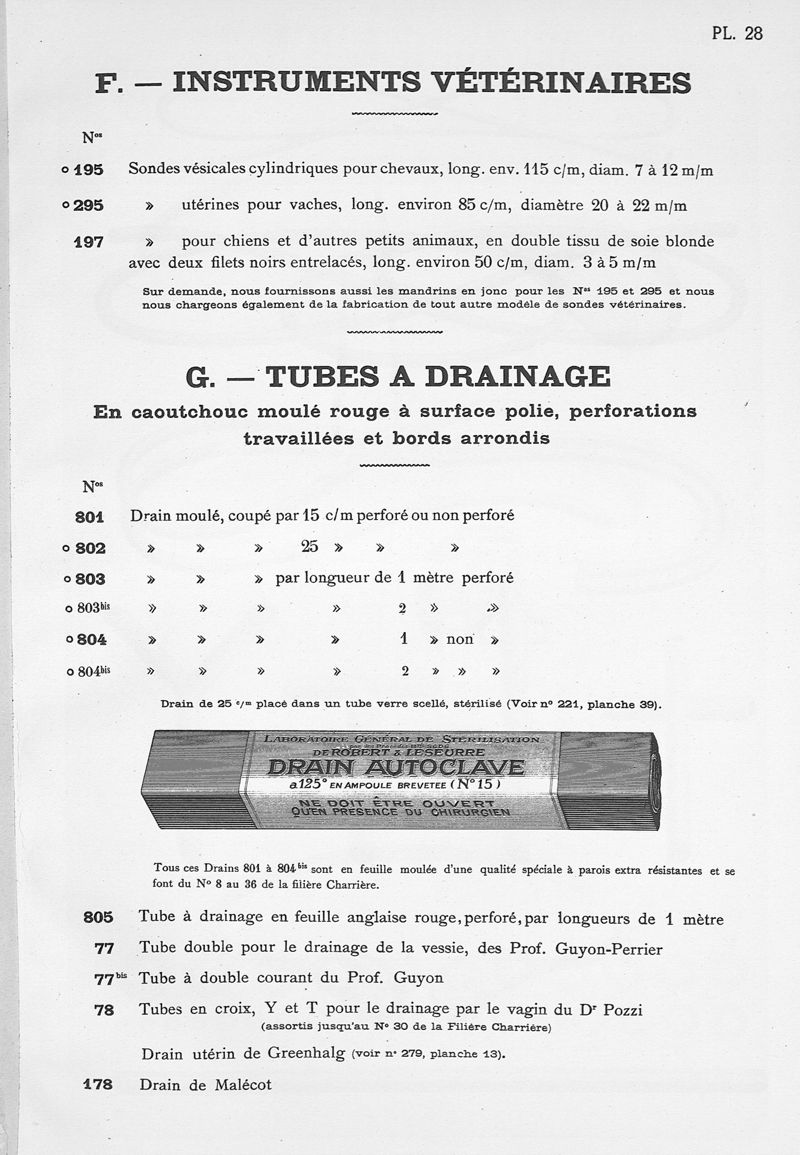 PL. 28
F. — INSTRUMENTS VÉTÉRINAIRES
Nos
o 195 Sondes vésicales cylindriques pour chevaux, long. env. 115 c/m, diam. 7 à 12 m/m
o 295 » utérines pour vaches, long. environ 85 c/m, diamètre 20 à 22 m/m
197 » pour chiens et d'autres petits animaux, en double tissu de soie blonde
avec deux filets noirs entrelacés, long. environ 50 c/m, diam. 3 à 5 m/m
Sur demande, nous fournissons aussi les mandrins en jonc pour les Nos 195 et 295 et nous
nous chargeons également de la fabrication de tout autre modèle de sondes vétérinaires.
G. — TUBES A DRAINAGE
En caoutchouc moulé rouge à surface polie, perforations
travaillées et bords arrondis
Nos
801 Drain moulé, coupé par 15 c/m perforé ou non perforé
o 802 » » » 25 » » »
o 803 » » » par longueur de 1 mètre perforé
o 803bis » » » » 2 » »
o 804 » » » » 1 » non »
o 804bis » » » » 2 » » »
Drain de 25 c/m placé dans un tube verre scellé, stérilisé (Voir no 221, planche 39).
LABORATOIRE GÉNÉRAL DE STÉRILISATION
DE ROBERT & LESEURRE
DRAIN AUTOCLAVE
a 125° EN AMPOULE BREVETEE (No 15)
NE DOIT ÊTRE OUVERT
QU'EN PRESENCE DU CHIRURGIEN
Tous ces Drains 801 à 804bis sont en feuille moulée d'une qualité spéciale à parois extra résistantes et se
font du No 8 au 36 de la filière Charrière.
805 Tube à drainage en feuille anglaise rouge, perforé, par longueurs de 1 mètre
77 Tube double pour le drainage de la vessie, des Prof. Guyon-Perrier
77bis Tube à double courant du Prof. Guyon
78 Tubes en croix, Y et T pour le drainage par le vagin du Dr Pozzi
(assortis jusqu'au No 30 de la Filière Charrière)
Drain utérin de Greenhalg (voir no 279, planche 13).
178 Drain de Malécot